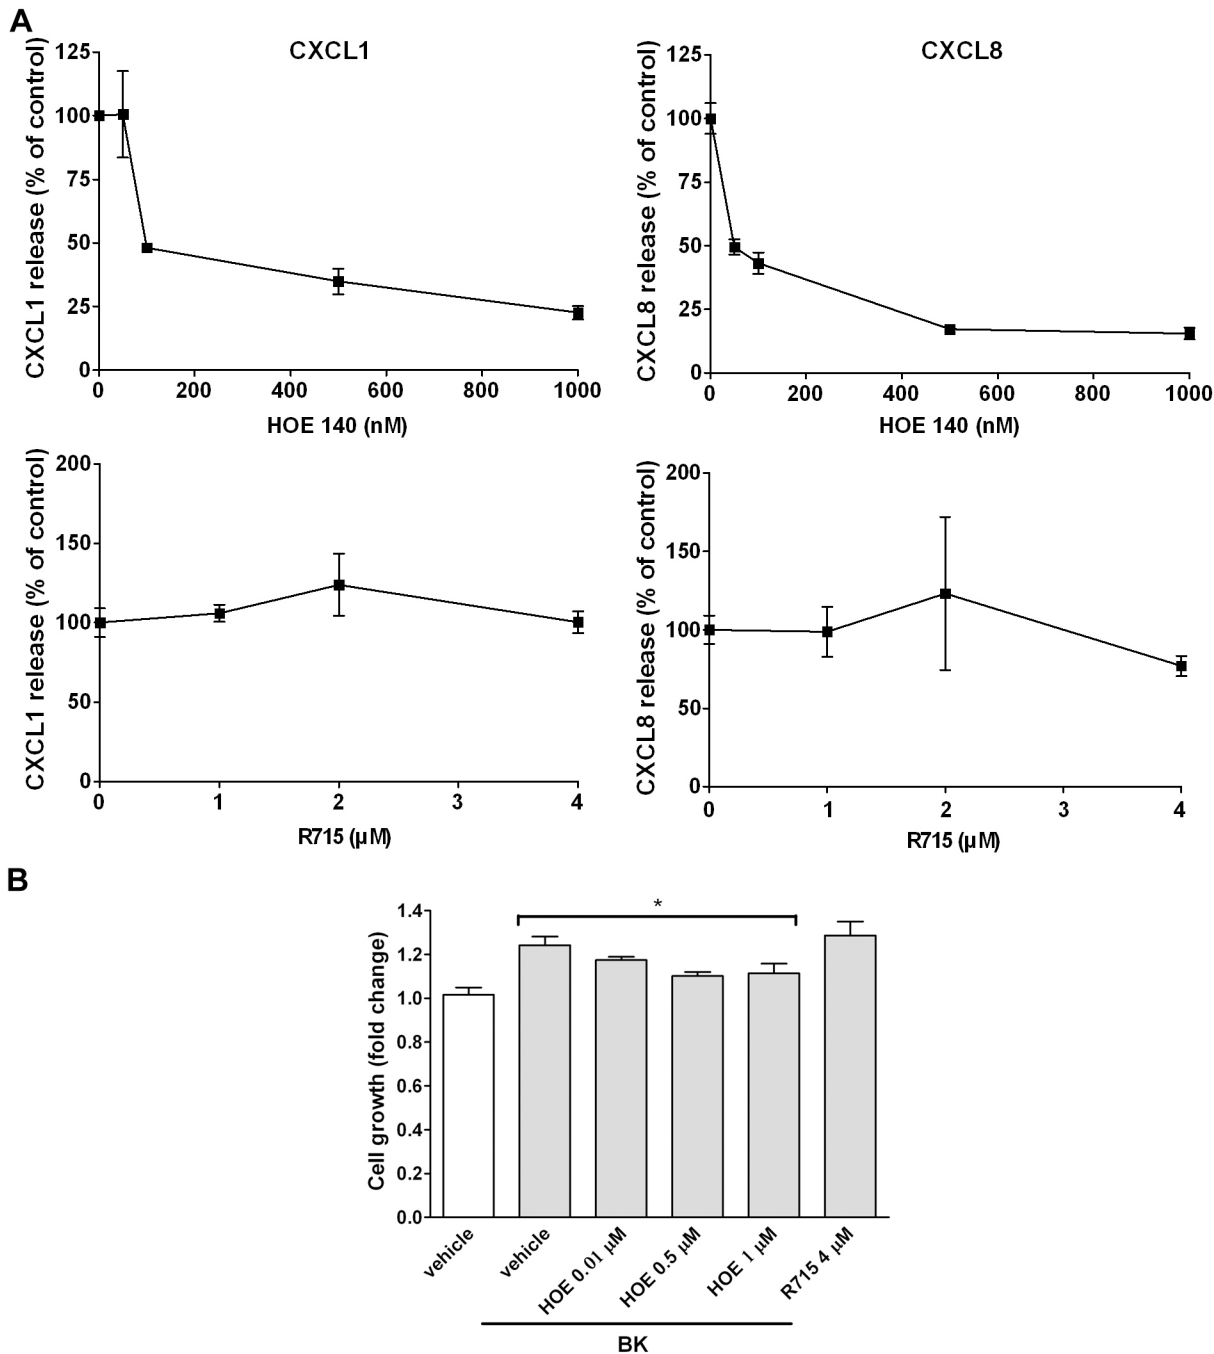 A
CXCL1
CXCL1 release (% of control)
125
100
75
50
25
0
0 200 400 600 800 1000
HOE 140 (nM)
CXCL8
CXCL8 release (% of control)
125
100
75
50
25
0
0 200 400 600 800 1000
HOE 140 (nM)
CXCL1 release (% of control)
200
150
100
50
0
0 1 2 3 4
R715 (µM)
CXCL8 release (% of control)
200
150
100
50
0
0 1 2 3 4
R715 (µM)
B
Cell growth (fold change)
1.4
1.2
1.0
0.8
0.6
0.4
0.2
0.0
*
vehicle
vehicle
HOE 0.01 µM
HOE 0.5 µM
HOE 1 µM
R715 4 µM
BK